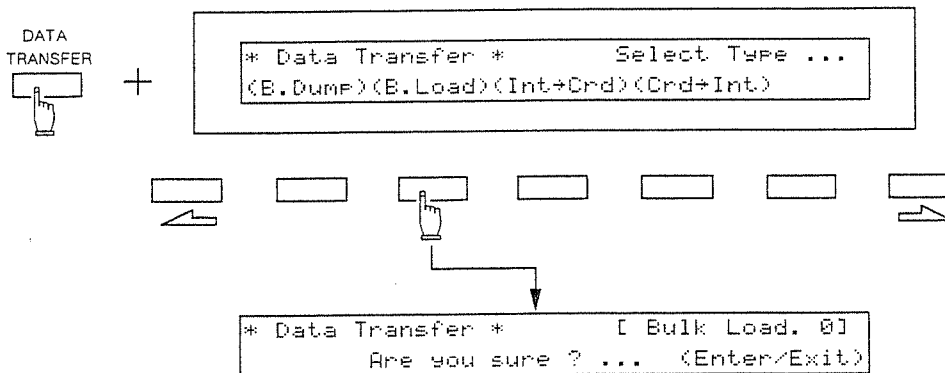 DATA
TRANSFER
* Data Transfer * Select Type ...
(B.Dump)(B.Load)(Int→Crd)(Crd→Int)
* Data Transfer * [ Bulk Load. 0]
Are you sure ? ... (Enter/Exit)